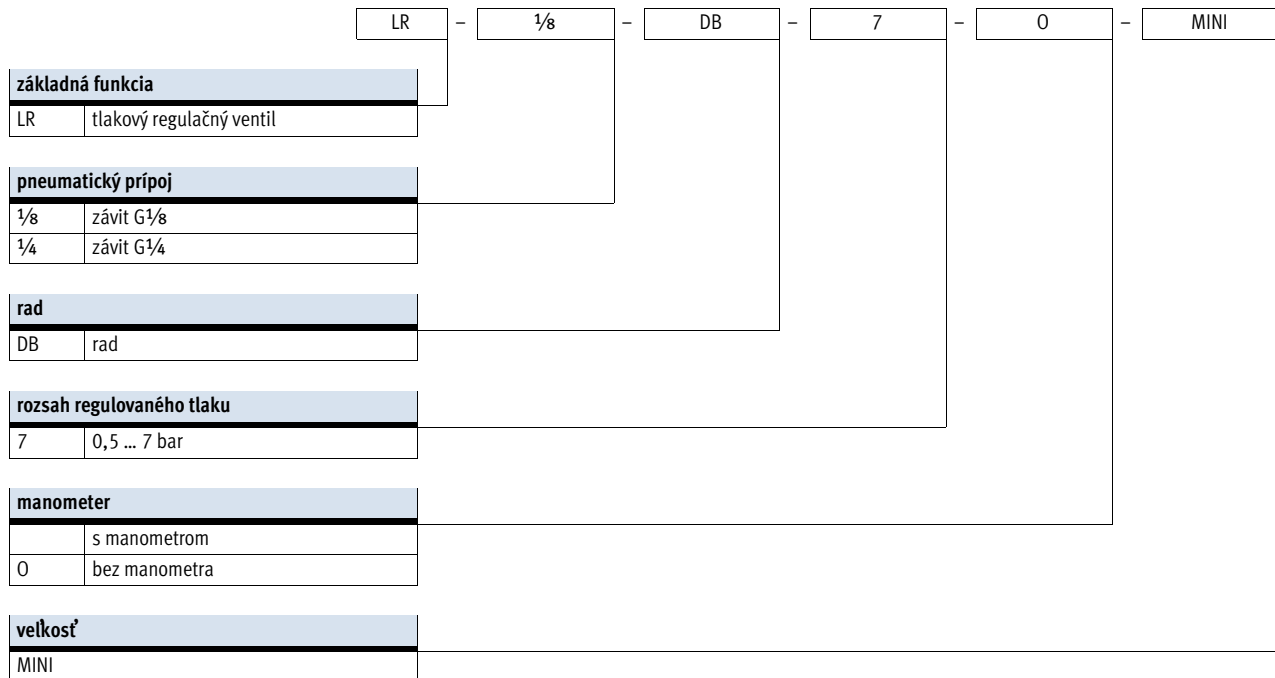 LR – ⅛ – DB – 7 – O – MINI
základná funkcia
LR tlakový regulačný ventil
pneumatický prípoj
⅛ závit G⅛
¼ závit G¼
rad
DB rad
rozsah regulovaného tlaku
7 0,5 ... 7 bar
manometer
s manometrom
O bez manometra
veľkosť
MINI